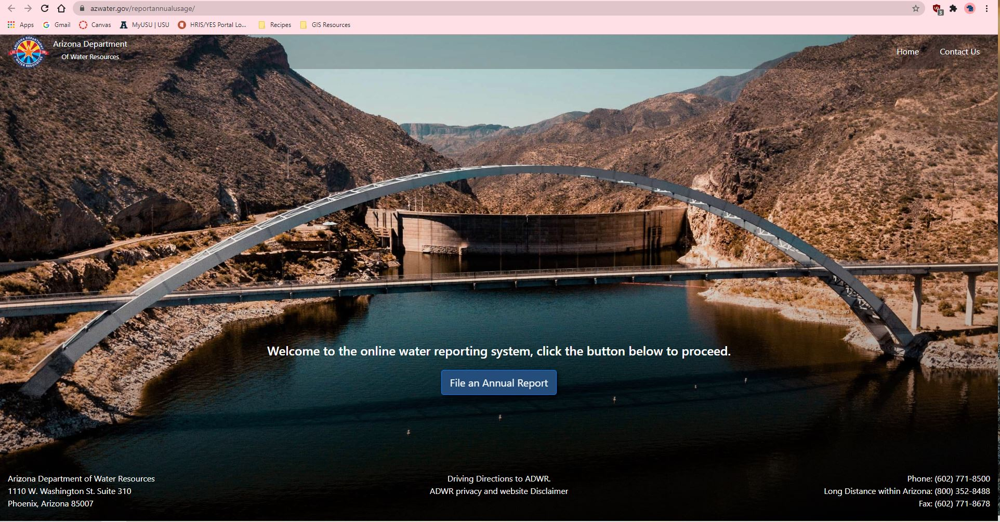 azwater.gov/reportannualusage/
3
Apps
Gmail
Canvas
MyUSU | USU
HRIS/YES Portal Lo...
Recipes
GIS Resources
ARIZONA DEPARTMENT
WATER RESOURCES
Arizona Department
Of Water Resources
Home
Contact Us
Welcome to the online water reporting system, click the button below to proceed.
File an Annual Report
Arizona Department of Water Resources
1110 W. Washington St. Suite 310
Phoenix, Arizona 85007
Driving Directions to ADWR.
ADWR privacy and website Disclaimer
Phone: (602) 771-8500
Long Distance within Arizona: (800) 352-8488
Fax: (602) 771-8678